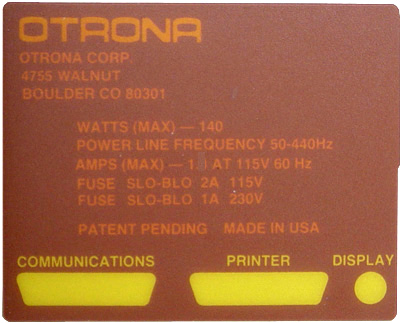 OTRONA
OTRONA CORP.
4755 WALNUT
BOULDER CO 80301
WATTS (MAX) — 140
POWER LINE FREQUENCY 50-440Hz
AMPS (MAX) — AT 115V 60 Hz
FUSE SLO-BLO 2A 115V
FUSE SLO-BLO 1A 230V
PATENT PENDING MADE IN USA
COMMUNICATIONS PRINTER DISPLAY